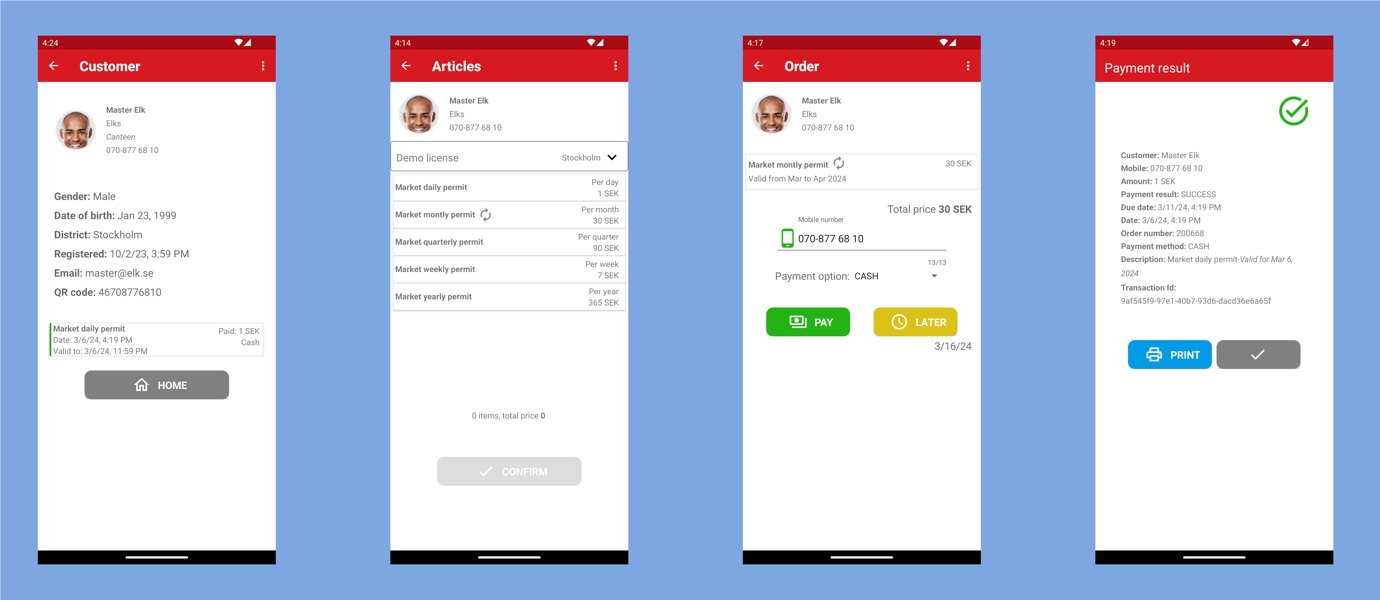 4:24
Customer
Master Elk
Elks
Canteen
070-877 68 10
Gender: Male
Date of birth: Jan 23, 1999
District: Stockholm
Registered: 10/2/23, 3:59 PM
Email: master@elk.se
QR code: 46708776810
Market daily permit
Paid: 1 SEK
Date: 3/6/24, 4:19 PM
Cash
Valid to: 3/6/24, 11:59 PM
HOME
4:14
Articles
Master Elk
Elks
070-877 68 10
Demo license Stockholm
Market daily permit
Per day
1 SEK
Market montly permit
Per month
30 SEK
Market quarterly permit
Per quarter
90 SEK
Market weekly permit
Per week
7 SEK
Market yearly permit
Per year
365 SEK
0 items, total price 0
CONFIRM
4:17
Order
Master Elk
Elks
070-877 68 10
Market montly permit 30 SEK
Valid from Mar to Apr 2024
Total price 30 SEK
Mobile number
070-877 68 10
13/13
Payment option: CASH
PAY LATER
3/16/24
4:19
Payment result
Customer: Master Elk
Mobile: 070-877 68 10
Amount: 1 SEK
Payment result: SUCCESS
Due date: 3/11/24, 4:19 PM
Date: 3/6/24, 4:19 PM
Order number: 200668
Payment method: CASH
Description: Market daily permit-Valid for Mar 6,
2024
Transaction Id:
9af545f9-97e1-40b7-93d6-dacd36e6a65f
PRINT